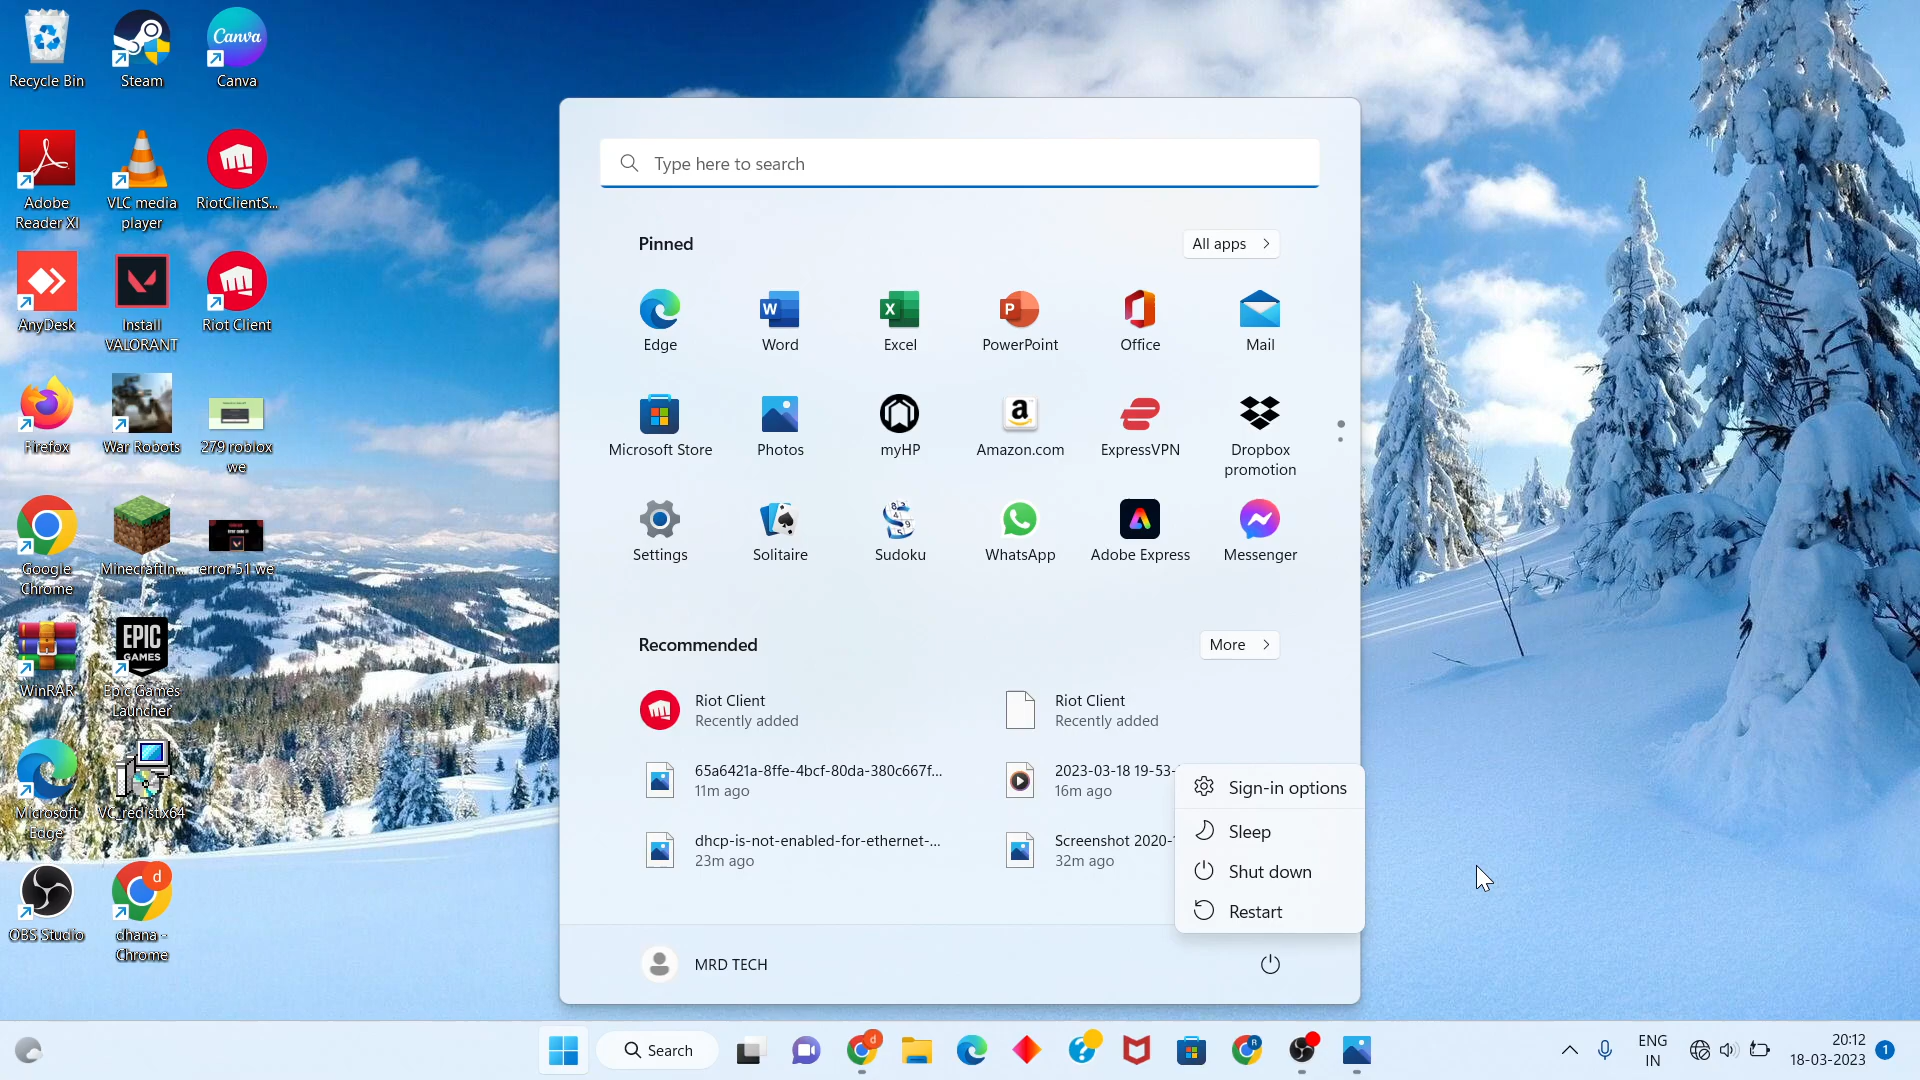 Recycle Bin
Steam
Canva
Canva
Adobe
Reader XI
VLC media
player
RiotClientS...
AnyDesk
Install
VALORANT
Riot Client
Firefox
War Robots
279 roblox
we
Google
Chrome
MinecraftIn...
error 51 we
WinRAR
EPIC
GAMES
Epic Games
Launcher
Microsoft
Edge
VC_redist.x64
OBS Studio
d
dhana -
Chrome
Type here to search
Pinned
All apps
Edge
Word
Excel
PowerPoint
Office
Mail
Microsoft Store
Photos
myHP
Amazon.com
ExpressVPN
Dropbox
promotion
Settings
Solitaire
Sudoku
WhatsApp
Adobe Express
Messenger
Recommended
More
Riot Client
Recently added
Riot Client
Recently added
65a6421a-8ffe-4bcf-80da-380c667f...
11m ago
2023-03-18 19-53-
16m ago
dhcp-is-not-enabled-for-ethernet-...
23m ago
Screenshot 2020-
32m ago
Sign-in options
Sleep
Shut down
Restart
MRD TECH
Search
d
R
ENG
IN
20:12
18-03-2023
1